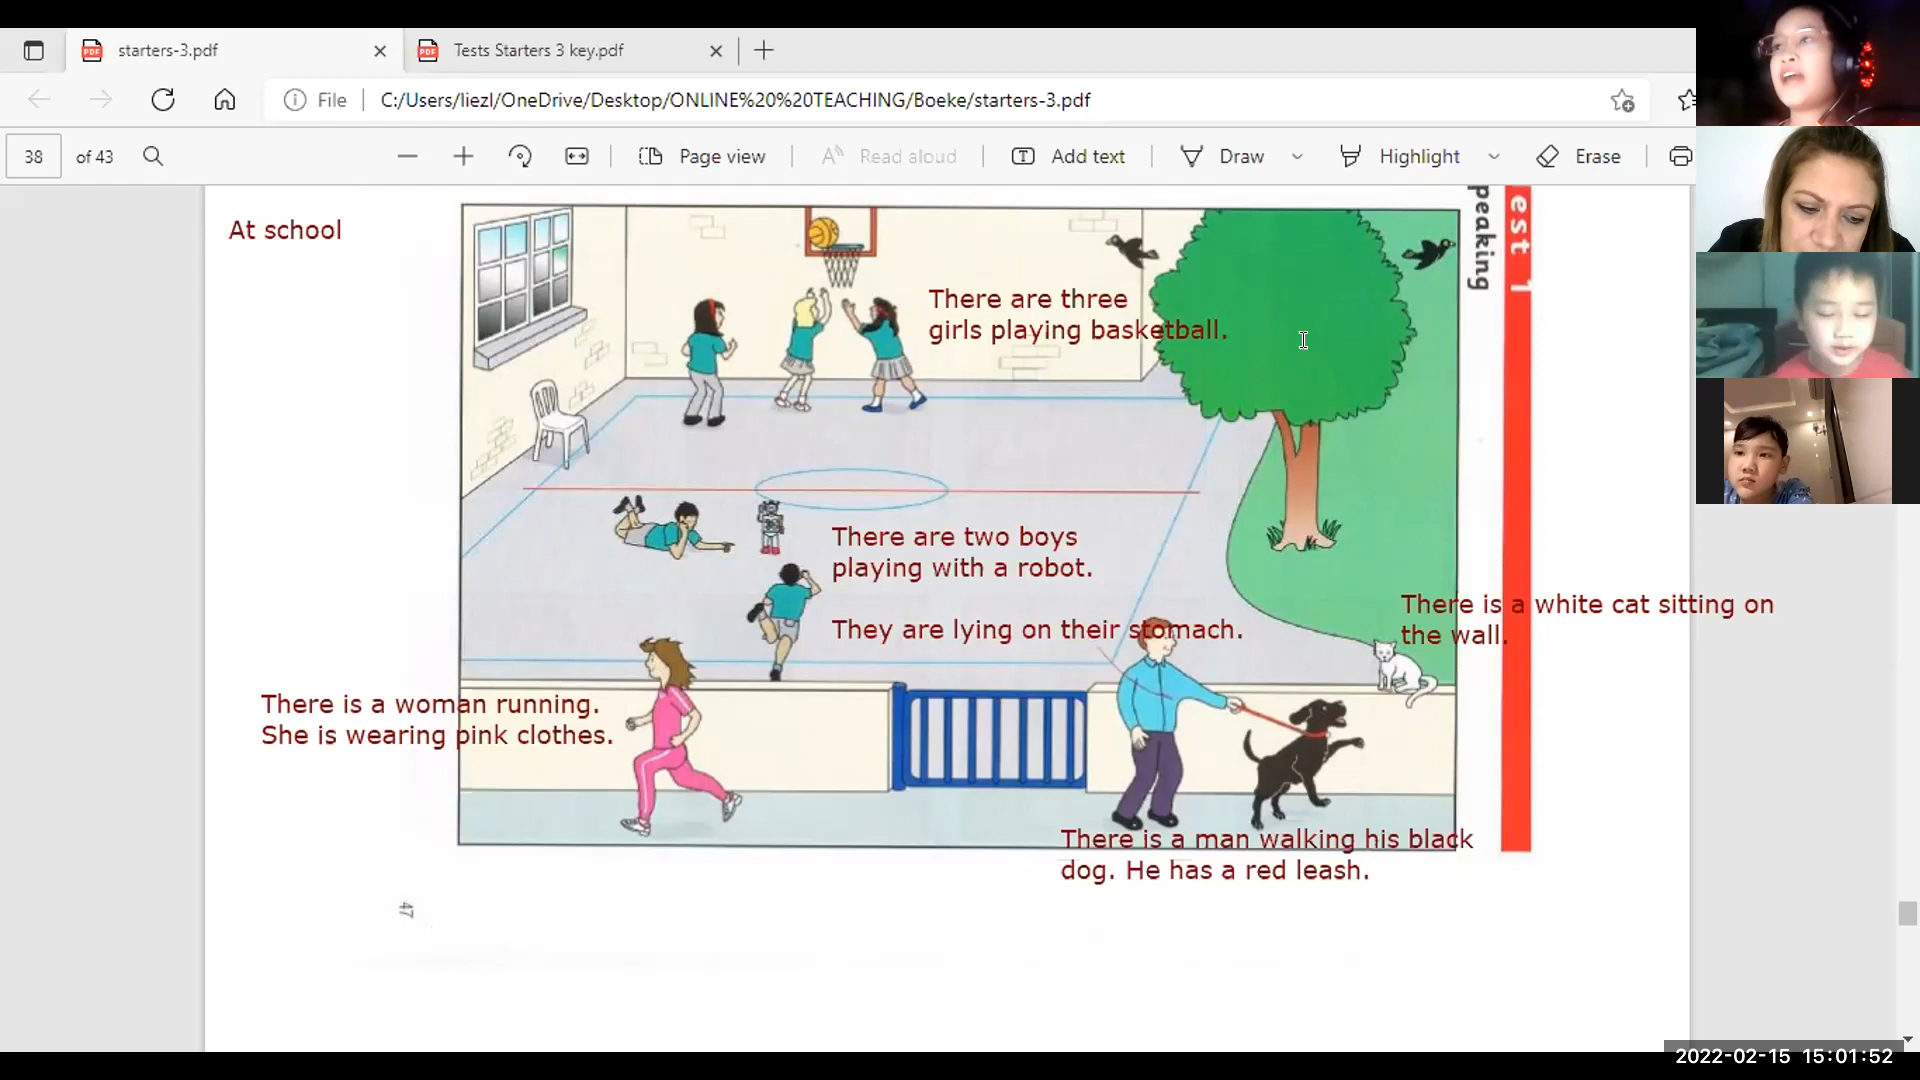 starters-3.pdf
Tests Starters 3 key.pdf
File
C:/Users/liezl/OneDrive/Desktop/ONLINE%20%20TEACHING/Boeke/starters-3.pdf
38
of 43
Page view
Read aloud
Add text
Draw
Highlight
Erase
At school
est 1
peaking
There are three
girls playing basketball.
There are two boys
playing with a robot.
They are lying on their stomach.
There is a white cat sitting on
the wall.
There is a woman running.
She is wearing pink clothes.
There is a man walking his black
dog. He has a red leash.
47
2022-02-15 15:01:52